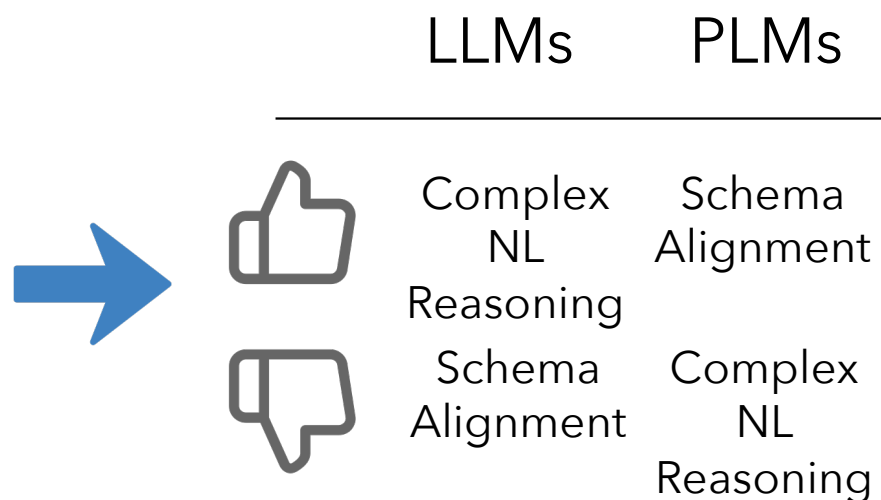 LLMs PLMs
Complex Schema
NL Alignment
Reasoning
Schema Complex
Alignment NL
Reasoning